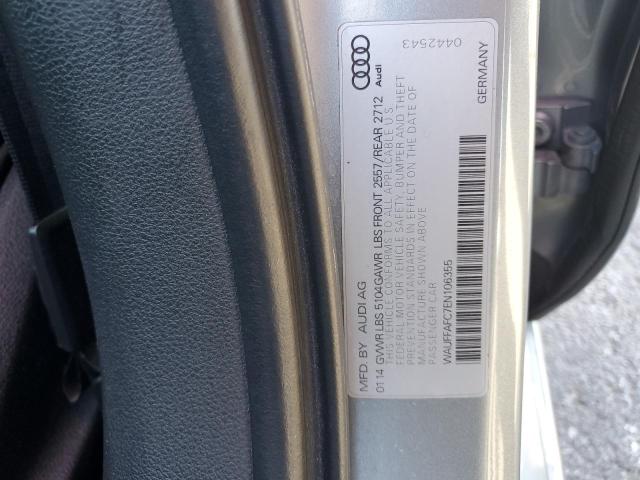 MFD. BY AUDI AG
01 14 GVWR LBS 5104 GAWR LBS FRONT 2557/REAR 2712
THIS VEHICLE CONFORMS TO ALL APPLICABLE U.S.
FEDERAL MOTOR VEHICLE SAFETY, BUMPER AND THEFT
PREVENTION STANDARDS IN EFFECT ON THE DATE OF
MANUFACTURE SHOWN ABOVE
PASSENGER CAR
WAUFFAFC7EN106355
GERMANY
Audi
0442543